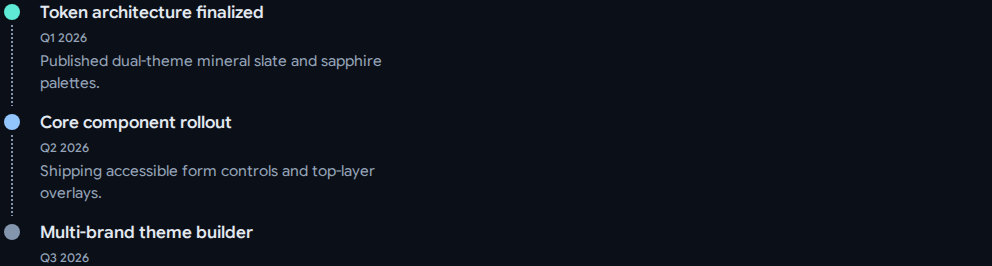 Token architecture finalized
Q1 2026
Published dual-theme mineral slate and sapphire
palettes.
Core component rollout
Q2 2026
Shipping accessible form controls and top-layer
overlays.
Multi-brand theme builder
Q3 2026